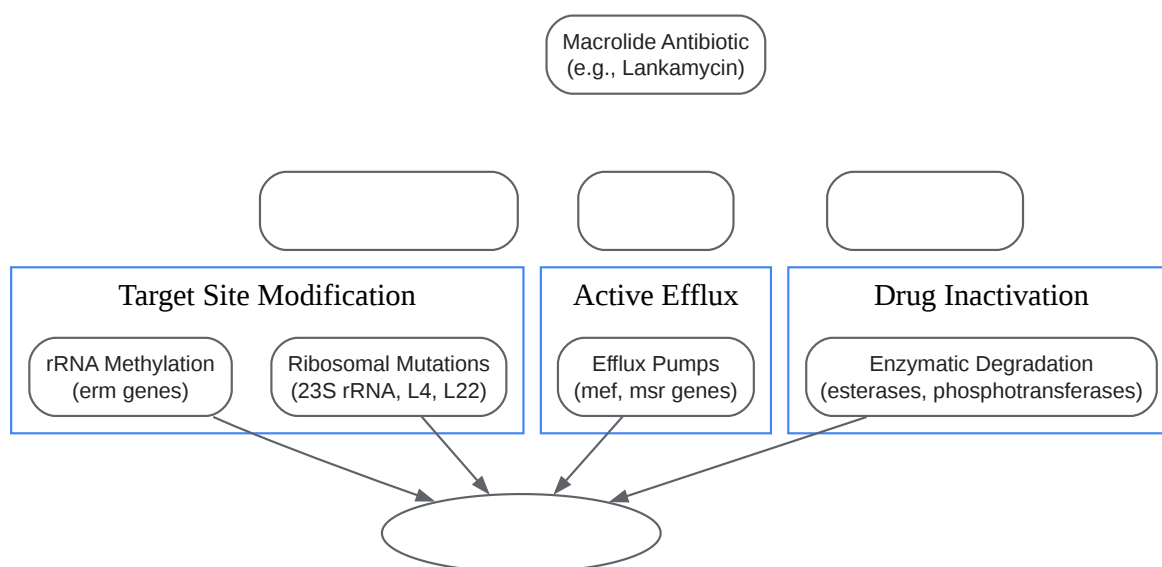 Macrolide Antibiotic
(e.g., Lankamycin)
Target Site Modification
Active Efflux
Drug Inactivation
rRNA Methylation
(erm genes)
Ribosomal Mutations
(23S rRNA, L4, L22)
Efflux Pumps
(mef, msr genes)
Enzymatic Degradation
(esterases, phosphotransferases)